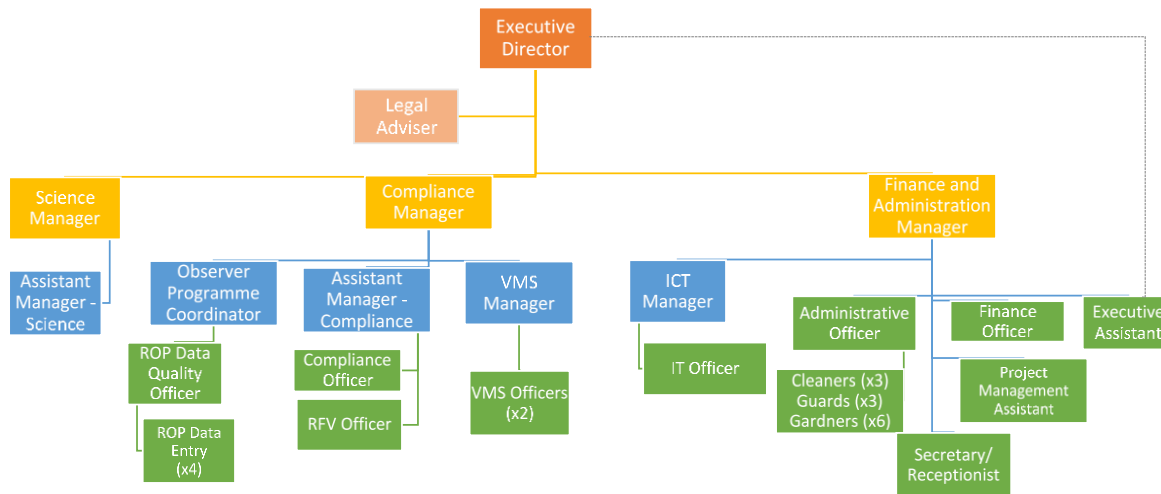 Executive
Director
Legal
Adviser
Science
Manager
Compliance
Manager
Finance and
Administration
Manager
Assistant
Manager -
Science
Observer
Programme
Coordinator
Assistant
Manager -
Compliance
VMS
Manager
ICT
Manager
Administrative
Officer
Finance
Officer
Executive
Assistant
ROP Data
Quality
Officer
Compliance
Officer
VMS Officers
(x2)
IT Officer
Cleaners (x3)
Guards (x3)
Gardners (x6)
Project
Management
Assistant
ROP Data
Entry
(x4)
RFV Officer
Secretary/
Receptionist